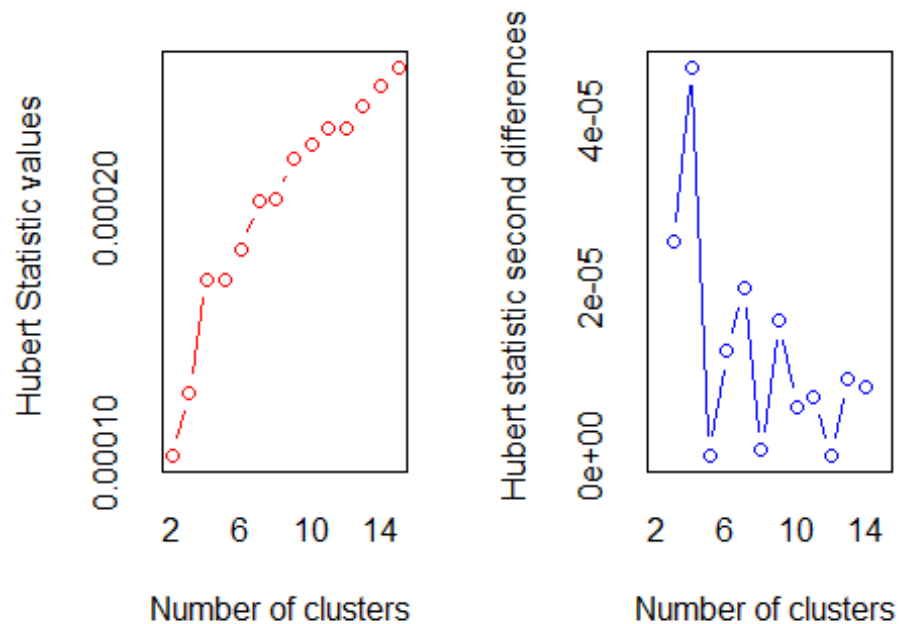 Hubert Statistic values
0.00010
0.00020
2 6 10 14
Number of clusters
Hubert statistic second differences
0e+00
2e-05
4e-05
2 6 10 14
Number of clusters